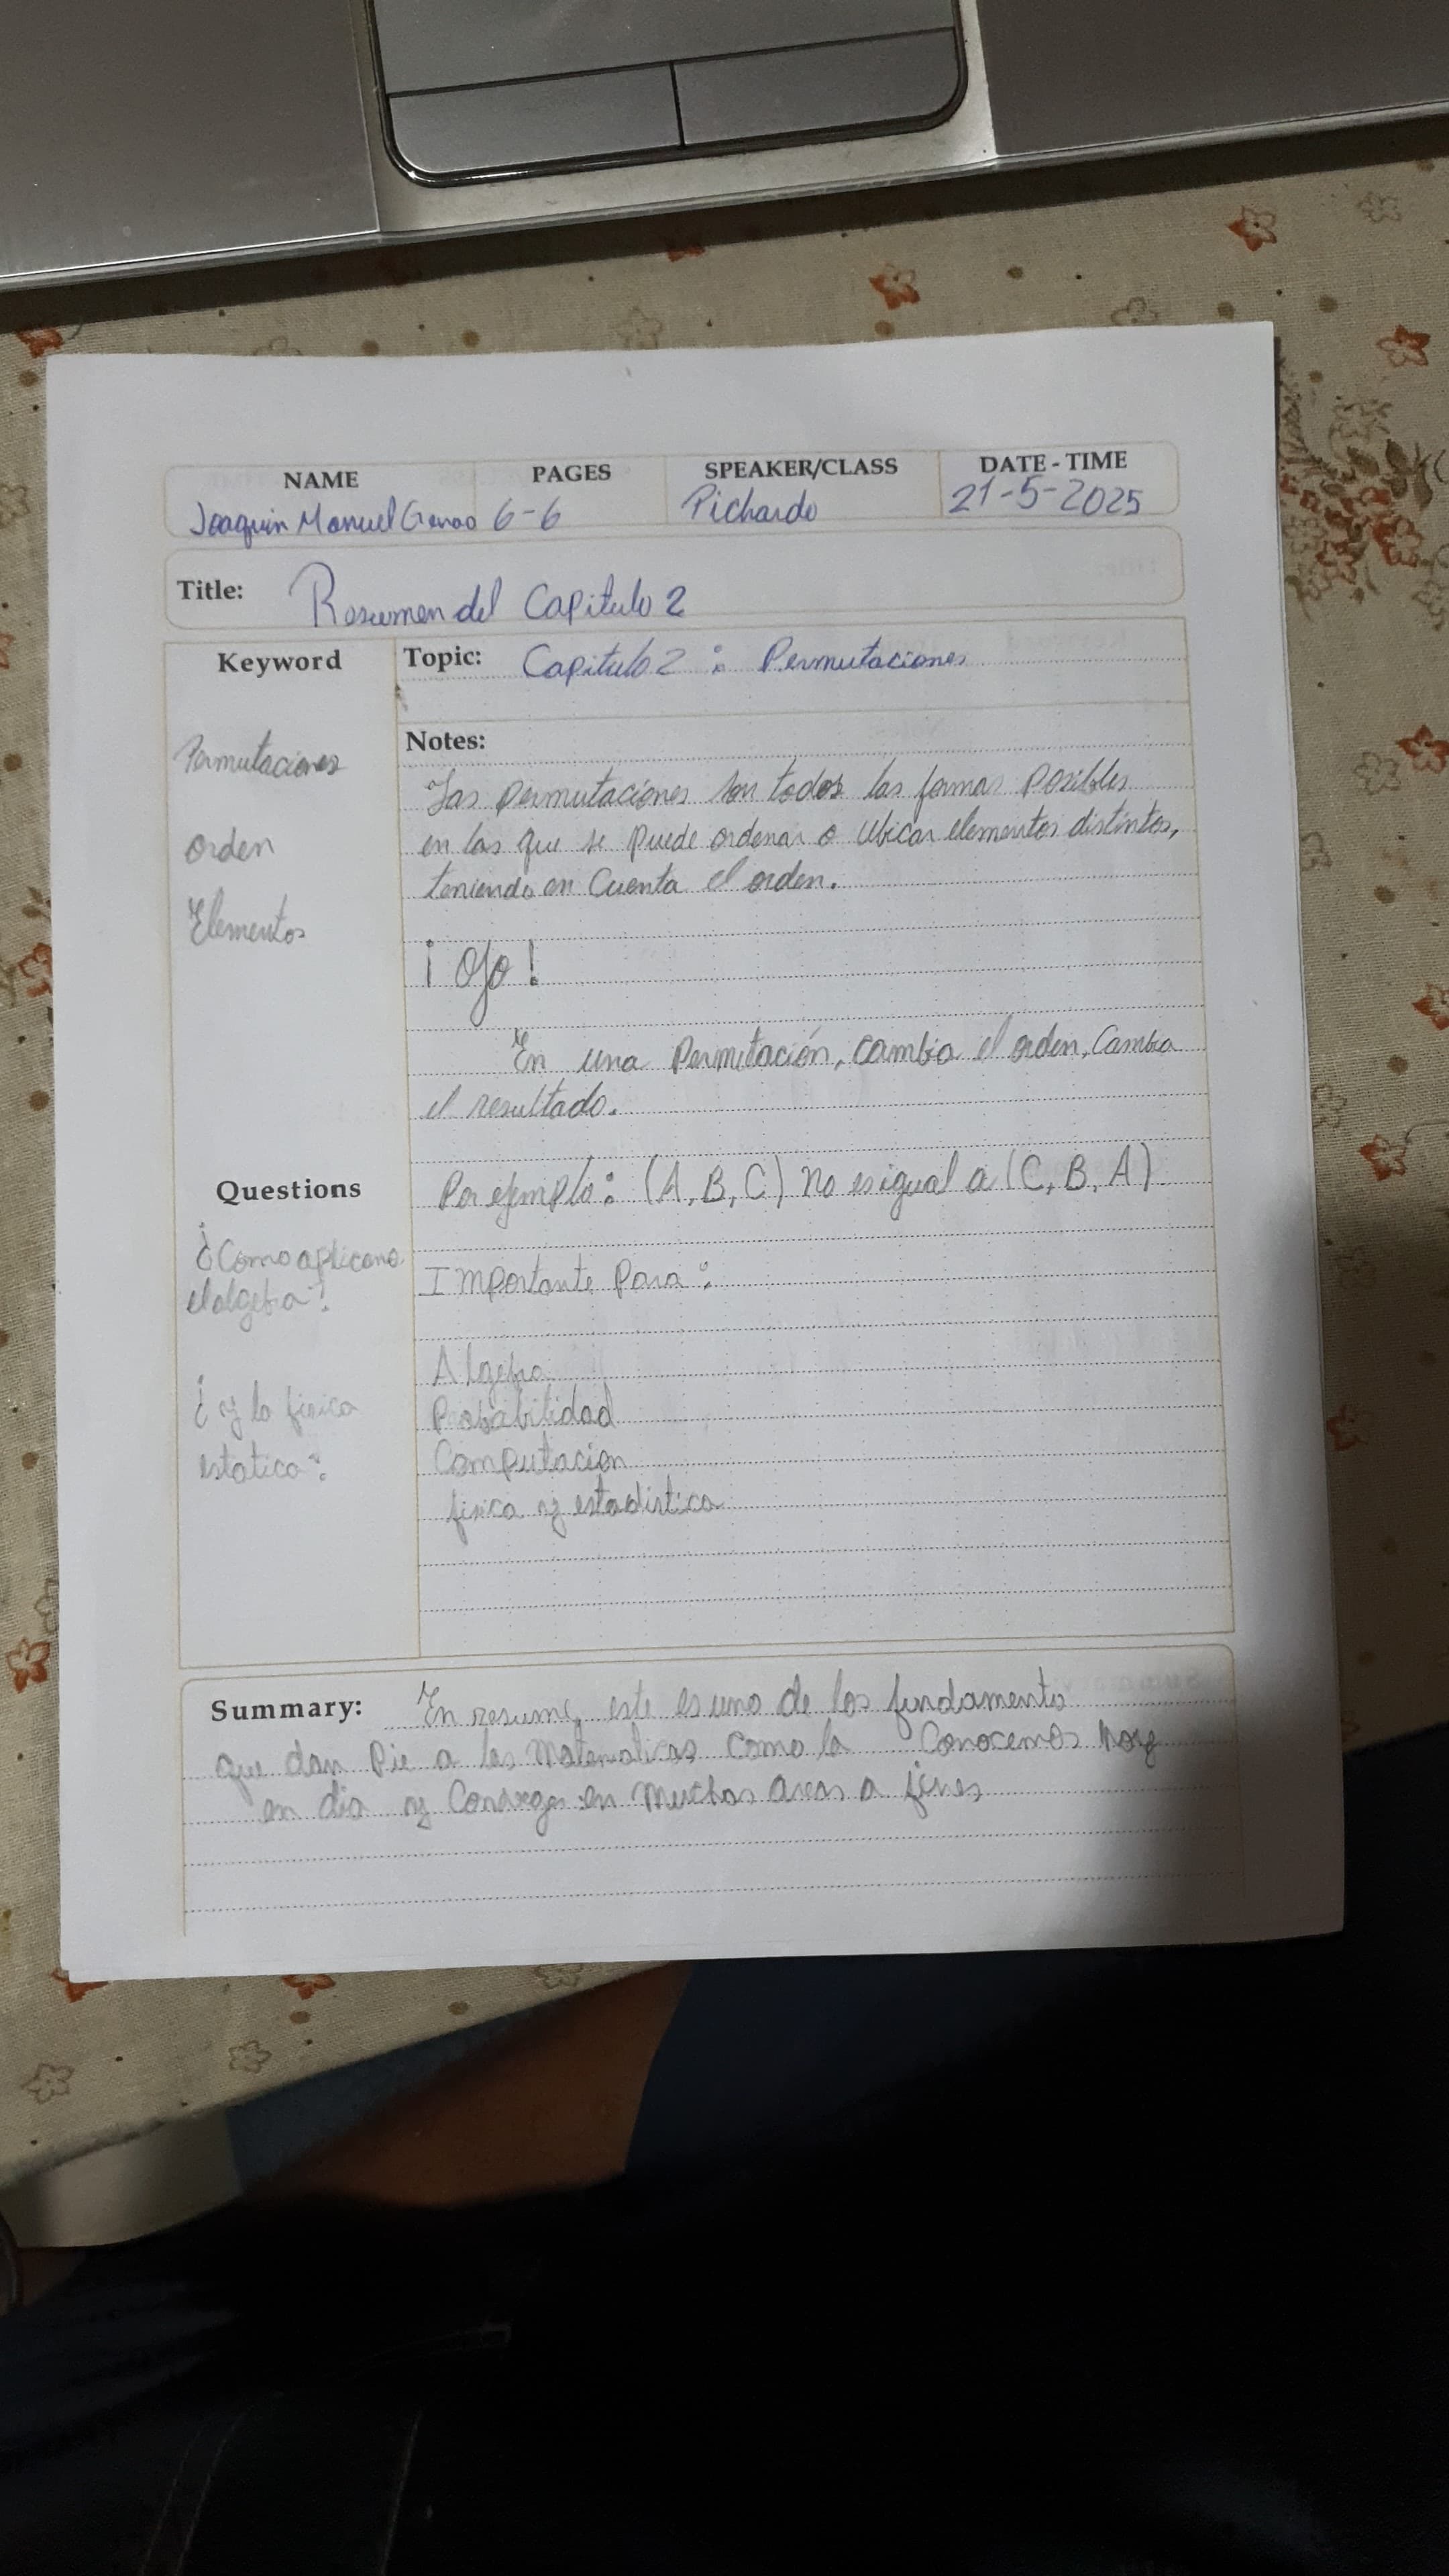 NAME PAGES SPEAKER/CLASS DATE - TIME
Joaquin Manuel Genao 6-6 Pichardo 21-5-2025
Title: Resumen del Capitulo 2
Keyword
Topic: Capitulo 2 : Permutaciones
Permutaciones
orden
Elementos
Notes:
Las permutaciones son todas las formas posibles
en las que se puede ordenar o ubicar elementos distintos,
teniendo en cuenta el orden.
¡ Ojo !
En una Permutación, cambia el orden, Cambia
el resultado.
Por ejemplo: (A, B, C) no es igual a (C, B, A).
Importante para:
Algebra
Probabilidad
Computacion
fisica y estadistica
Questions
¿Como aplicano
el algebra?
¿ y la fisica
estatica?
Summary: En resume, este es uno de los fundamento
que dan pie a las matematicas como la conocemos hoy
en dia y en muchas areas a fines